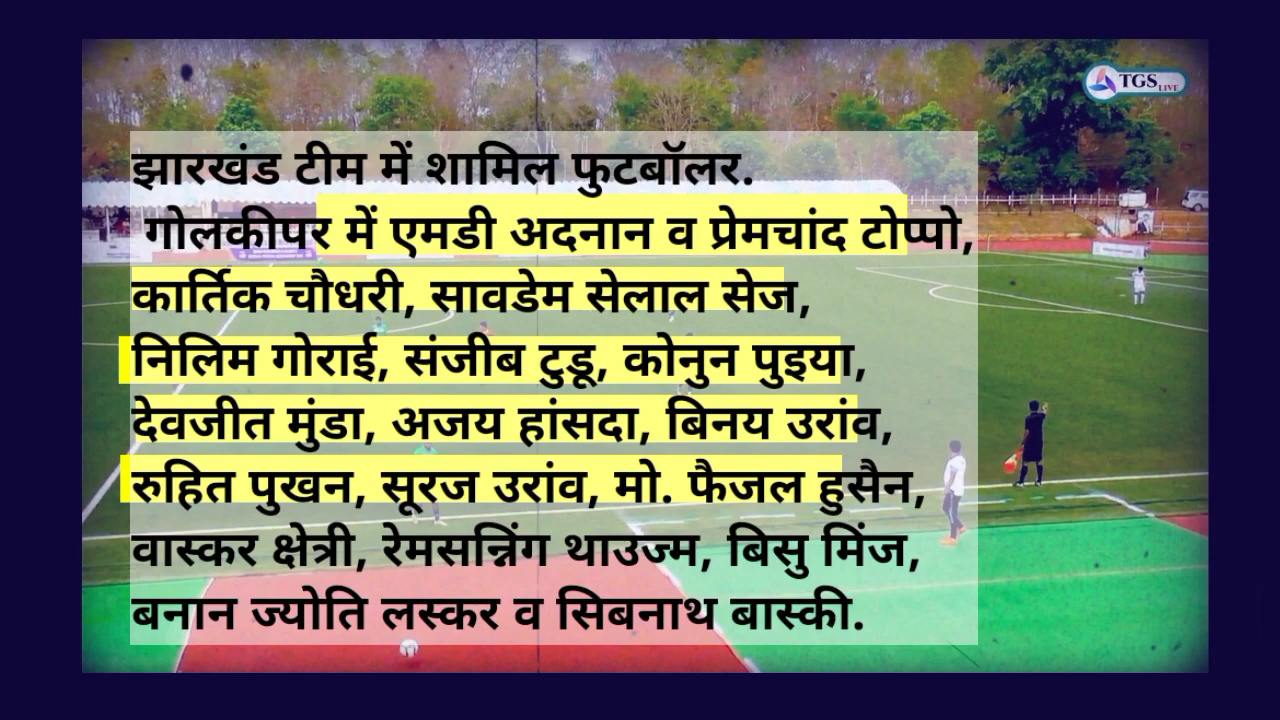 TGS LIVE
झारखंड टीम में शामिल फुटबॉलर.
गोलकीपर में एमडी अदनान व प्रेमचांद टोप्पो,
कार्तिक चौधरी, सावडेम सेलाल सेज,
निलिम गोराई, संजीब टुडू, कोनुन पुइया,
देवजीत मुंडा, अजय हांसदा, बिनय उरांव,
रुहित पुखन, सूरज उरांव, मो. फैजल हुसैन,
वास्कर क्षेत्री, रेमसन्निंग थाउज्म, बिसु मिंज,
बनान ज्योति लस्कर व सिबनाथ बास्की.